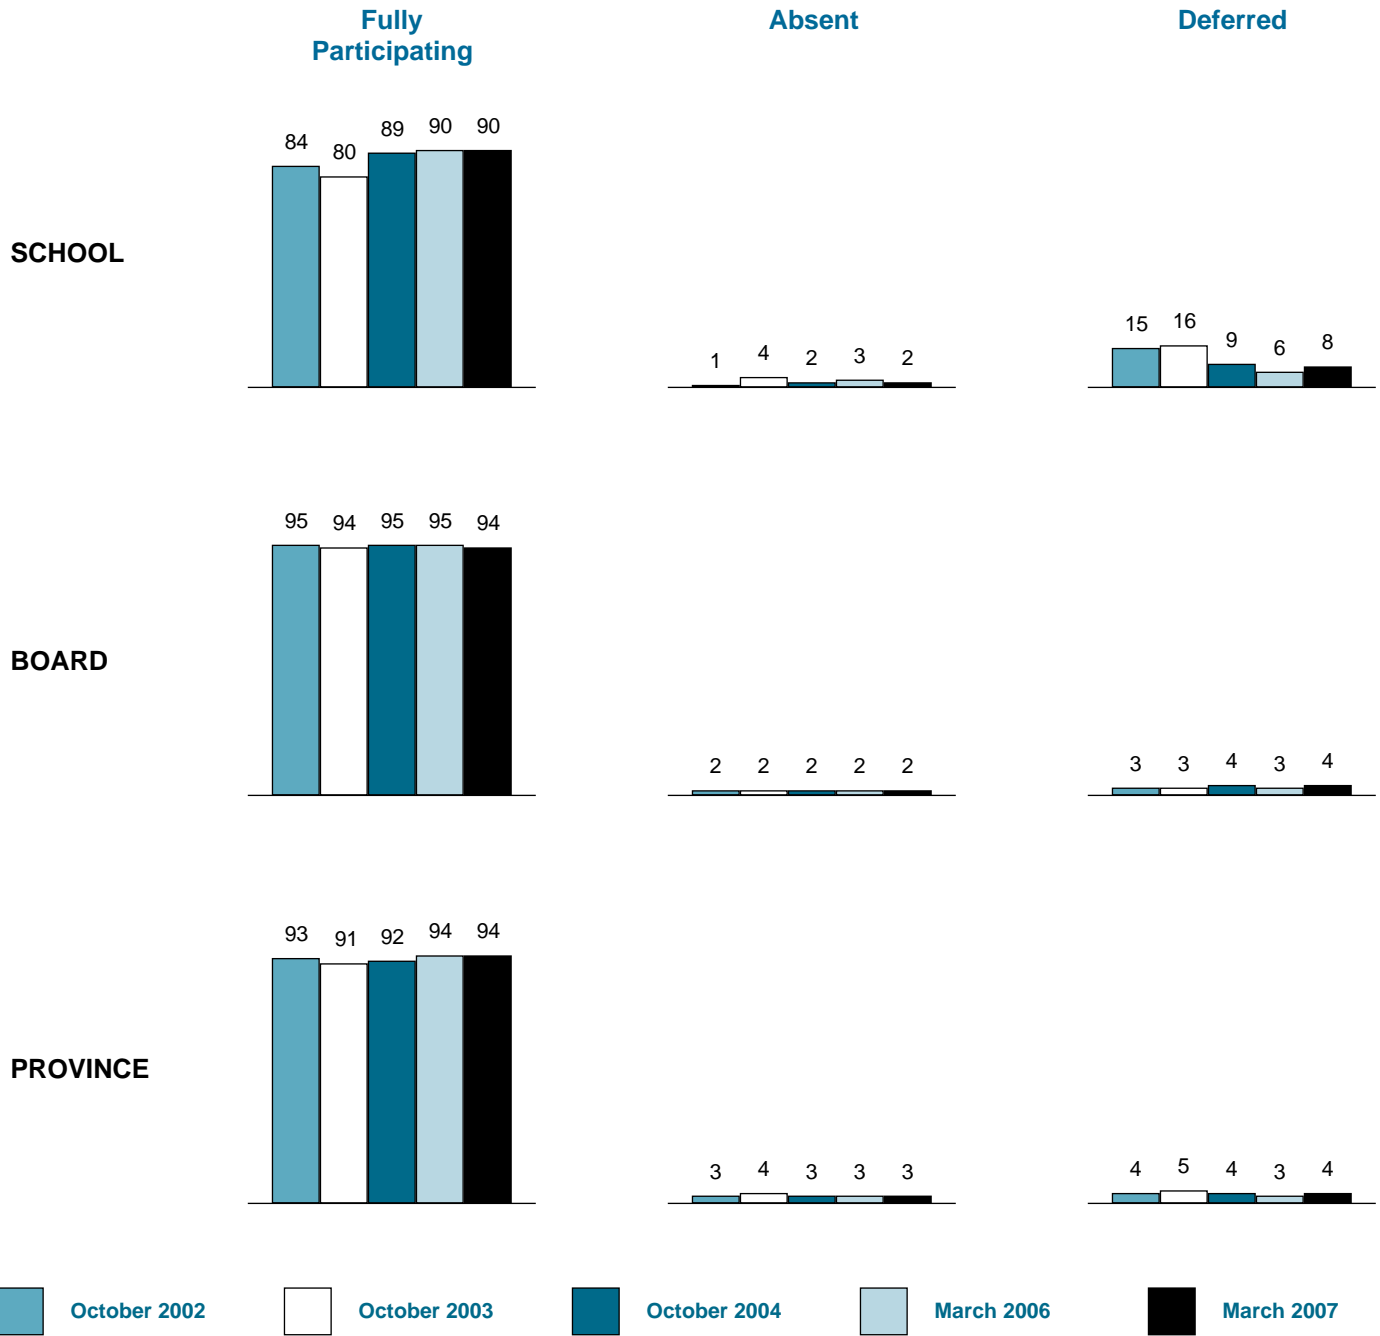 Fully
Participating
Absent
Deferred
SCHOOL
84 80 89 90 90
1 4 2 3 2
15 16 9 6 8
BOARD
95 94 95 95 94
2 2 2 2 2
3 3 4 3 4
PROVINCE
93 91 92 94 94
3 4 3 3 3
4 5 4 3 4
October 2002
October 2003
October 2004
March 2006
March 2007